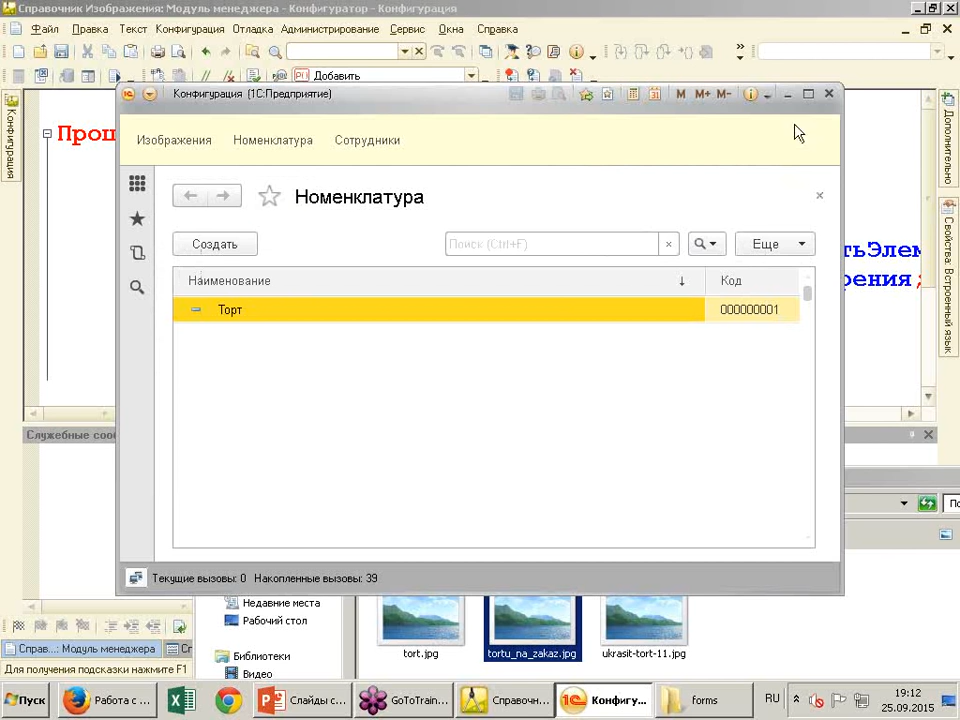 Справочник Изображения: Модуль менеджера - Конфигуратор - Конфигурация
Файл Правка Текст Конфигурация Отладка Администрирование Сервис Окна Справка
Добавить
Конфигурация
Дополнительно
Свойства: Встроенный язык
Проц
тьЭлем
рения;
Конфигурация (1С:Предприятие)
M M+ M-
Изображения Номенклатура Сотрудники
Номенклатура
Создать
Поиск (Ctrl+F)
Еще
Наименование
Код
Торт
000000001
Служебные сооб
Текущие вызовы: 0 Накопленные вызовы: 39
Недавние места
Рабочий стол
Библиотеки
Видео
tort.jpg
tortu_na_zakaz.jpg
ukrasit-tort-11.jpg
Справ...: Модуль менеджера
Для получения подсказки нажмите F1
Пуск
Работа с ...
Слайды с...
GoToTrain...
Справочн...
Конфигу...
forms
RU
19:12
25.09.2015